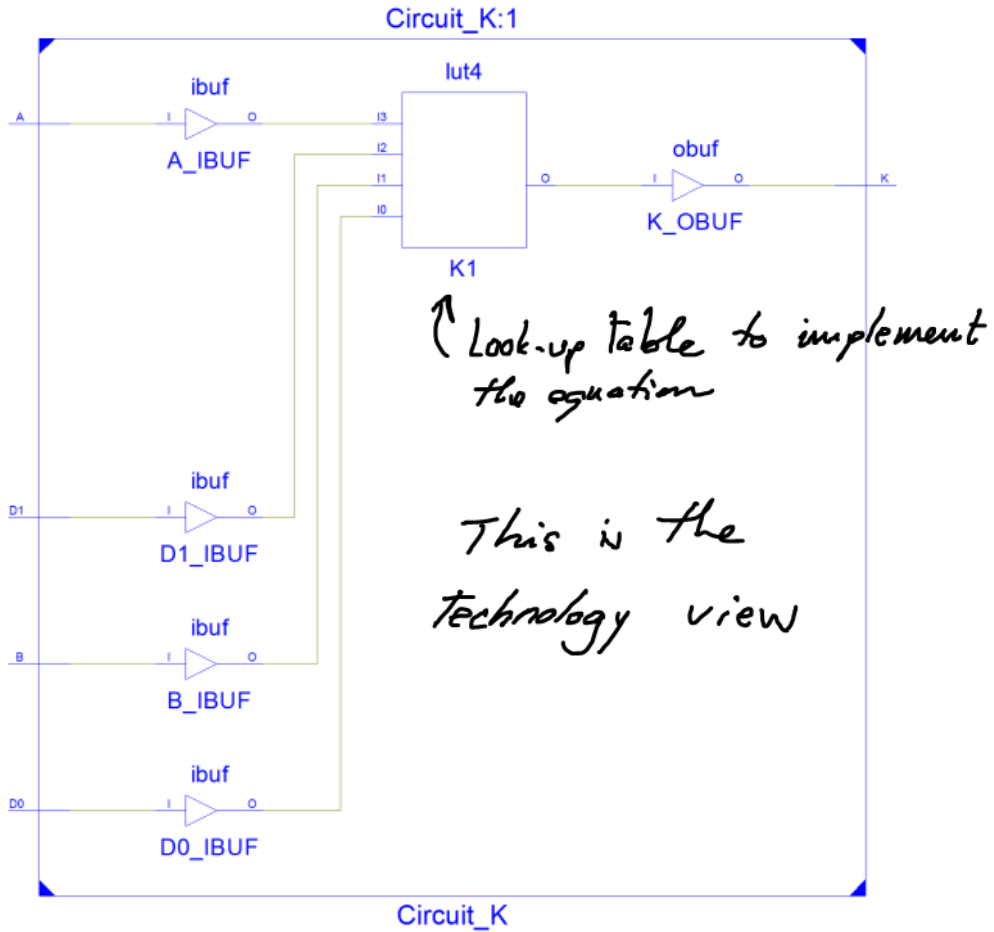 Circuit_K:1
ibuf
A I O
A_IBUF
lut4
I3
I2
I1
I0
O
K1
obuf
I O K
K_OBUF
Look-up table to implement
the equation
ibuf
D1 I O
D1_IBUF
This is the
technology view
ibuf
B I O
B_IBUF
ibuf
D0 I O
D0_IBUF
Circuit_K